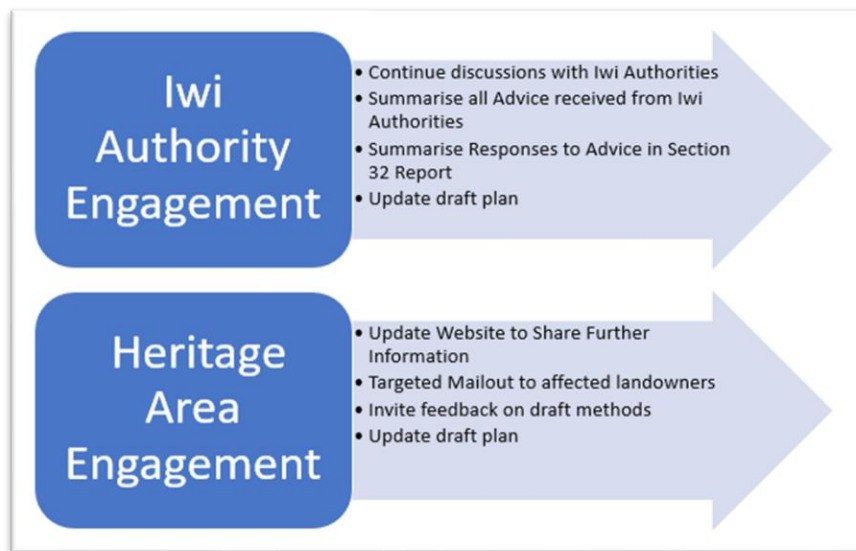 Iwi
Authority
Engagement
• Continue discussions with Iwi Authorities
• Summarise all Advice received from Iwi
Authorities
• Summarise Responses to Advice in Section
32 Report
• Update draft plan
Heritage
Area
Engagement
• Update Website to Share Further
Information
• Targeted Mailout to affected landowners
• Invite feedback on draft methods
• Update draft plan